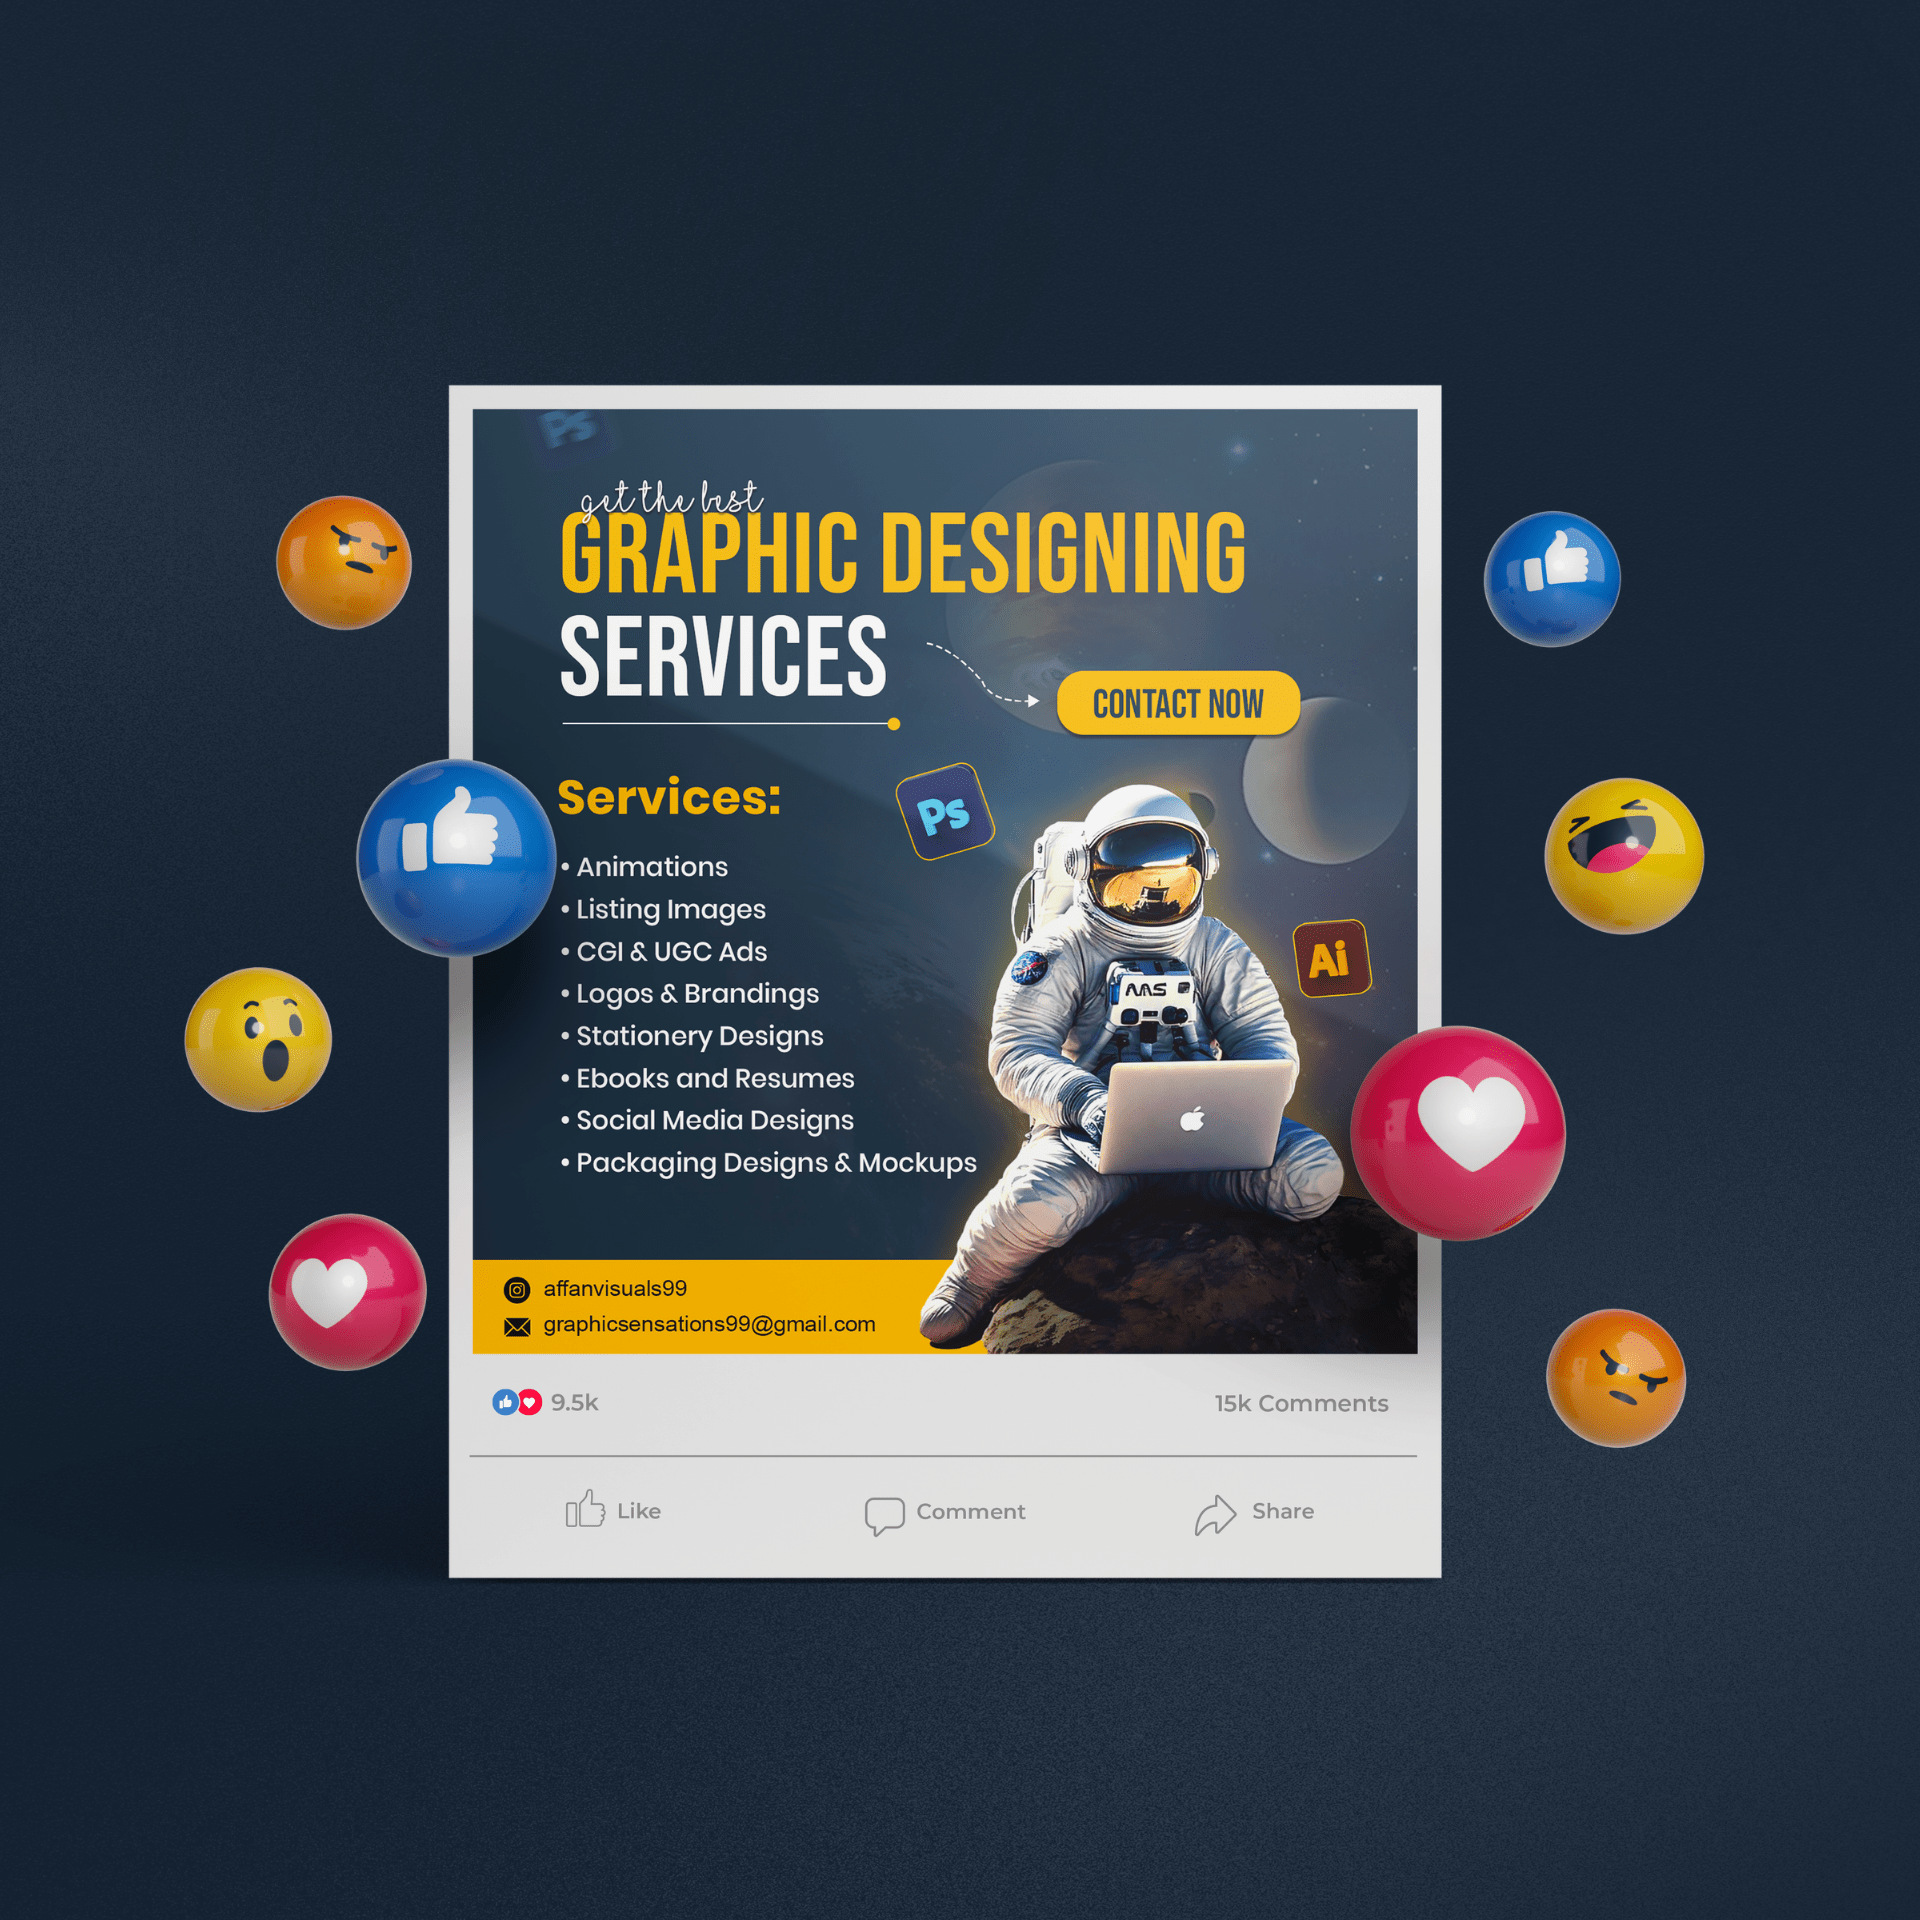 Ps
get the best
GRAPHIC DESIGNING
SERVICES
CONTACT NOW
Services:
Ps
• Animations
• Listing Images
• CGI & UGC Ads
• Logos & Brandings
• Stationery Designs
• Ebooks and Resumes
• Social Media Designs
• Packaging Designs & Mockups
Ai
affanvisuals99
graphicsensations99@gmail.com
9.5k
15k Comments
Like
Comment
Share